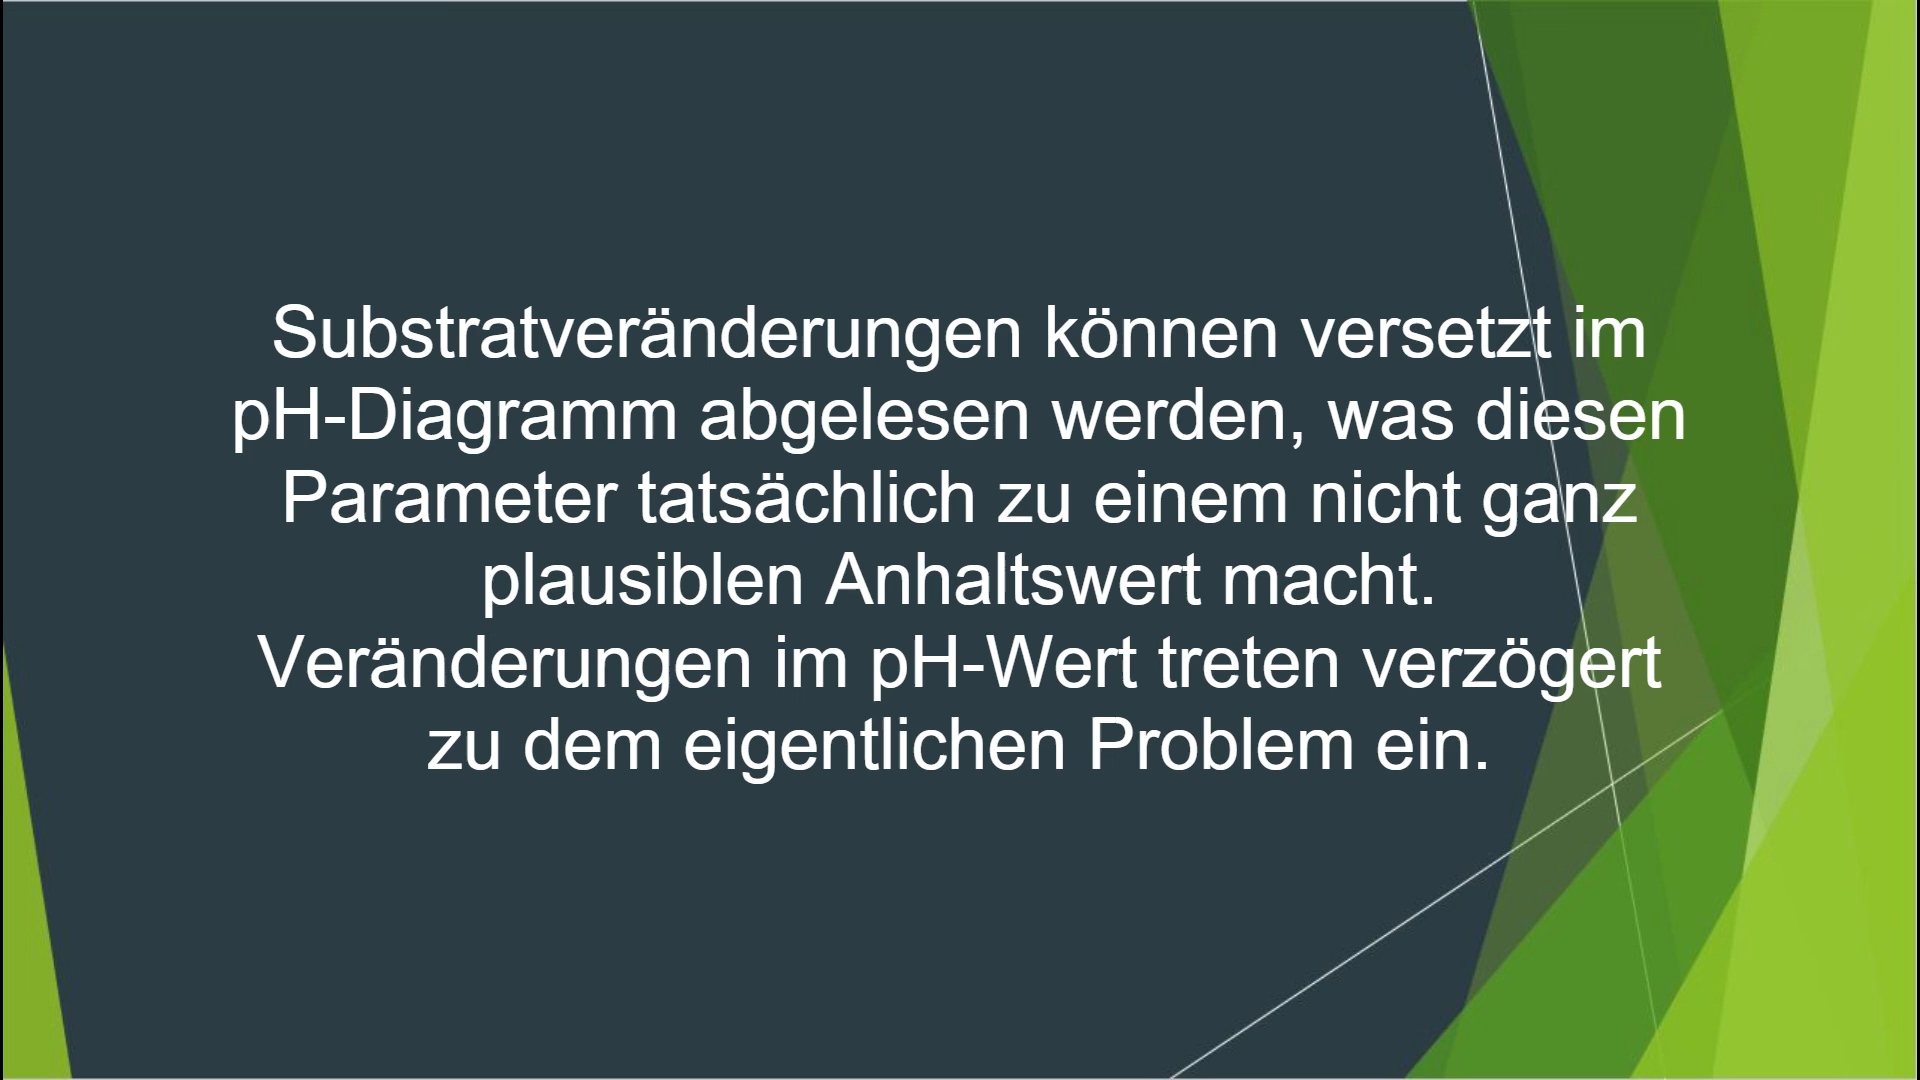 Substratveränderungen können versetzt im
pH-Diagramm abgelesen werden, was diesen
Parameter tatsächlich zu einem nicht ganz
plausiblen Anhaltswert macht.
Veränderungen im pH-Wert treten verzögert
zu dem eigentlichen Problem ein.